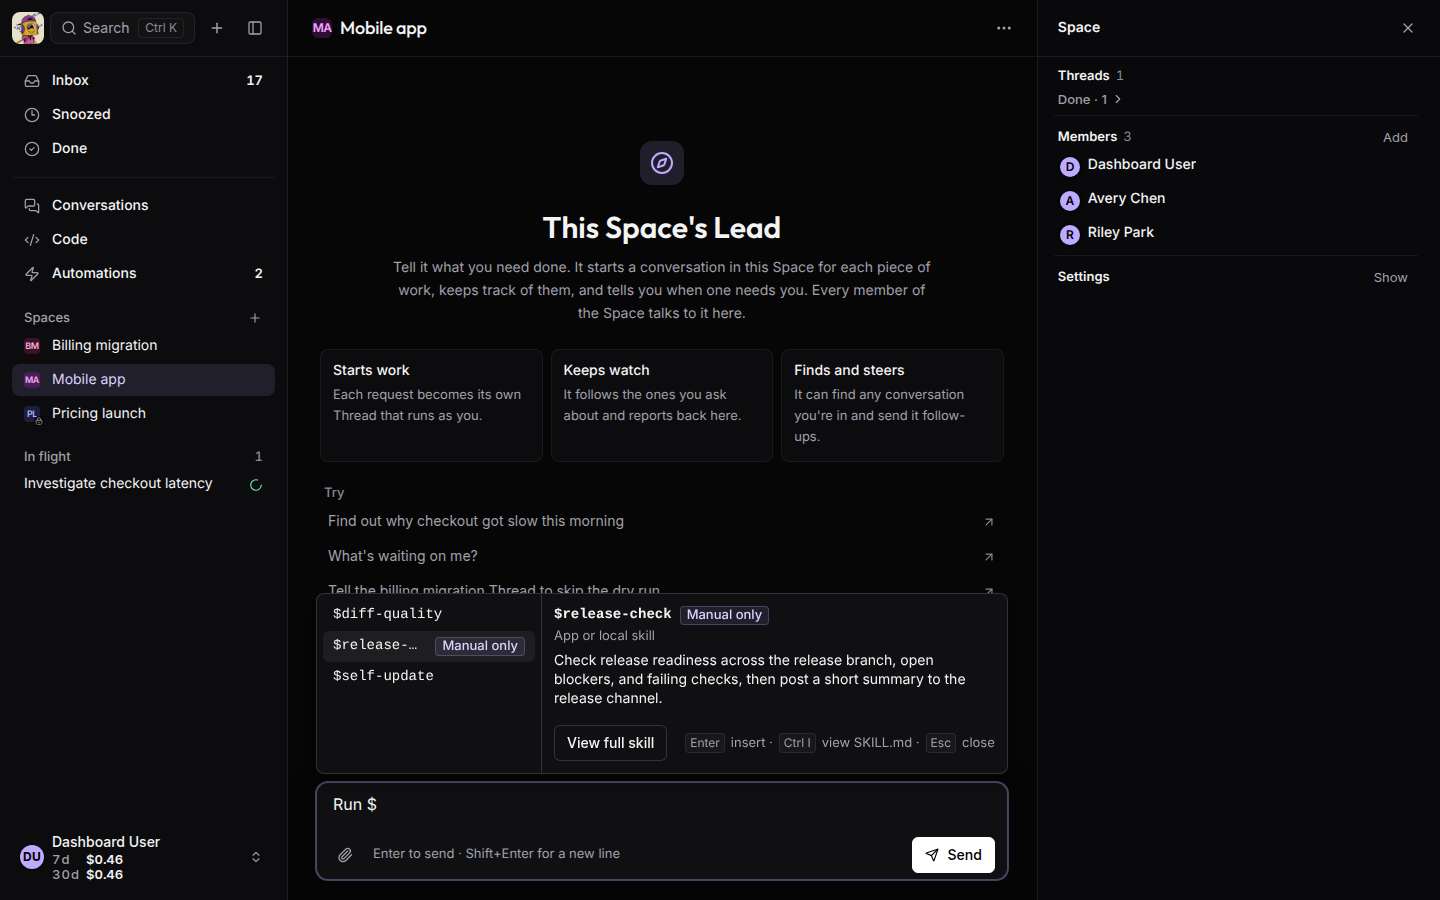 Search Ctrl K
Inbox 17
Snoozed
Done
Conversations
Code
Automations 2
Spaces
BM Billing migration
MA Mobile app
PL Pricing launch
In flight 1
Investigate checkout latency
DU Dashboard User
7d $0.46
30d $0.46
MA Mobile app
This Space's Lead
Tell it what you need done. It starts a conversation in this Space for each piece of
work, keeps track of them, and tells you when one needs you. Every member of
the Space talks to it here.
Starts work
Each request becomes its own
Thread that runs as you.
Keeps watch
It follows the ones you ask
about and reports back here.
Finds and steers
It can find any conversation
you're in and send it follow-
ups.
Try
Find out why checkout got slow this morning
What's waiting on me?
Tell the billing migration Thread to skip the dry run
$diff-quality
$release-… Manual only
$self-update
$release-check Manual only
App or local skill
Check release readiness across the release branch, open
blockers, and failing checks, then post a short summary to the
release channel.
View full skill Enter insert · Ctrl I view SKILL.md · Esc close
Run $
Enter to send · Shift+Enter for a new line
Send
Space
Threads 1
Done · 1
Members 3 Add
D Dashboard User
A Avery Chen
R Riley Park
Settings Show